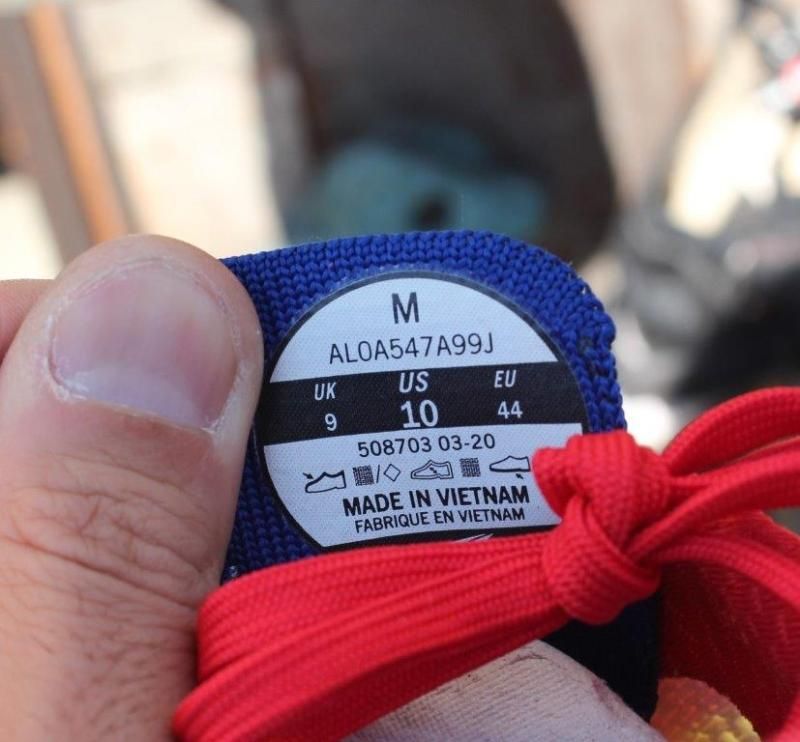 M
AL0A547A99J
UK US EU
9 10 44
508703 03-20
MADE IN VIETNAM
FABRIQUE EN VIETNAM